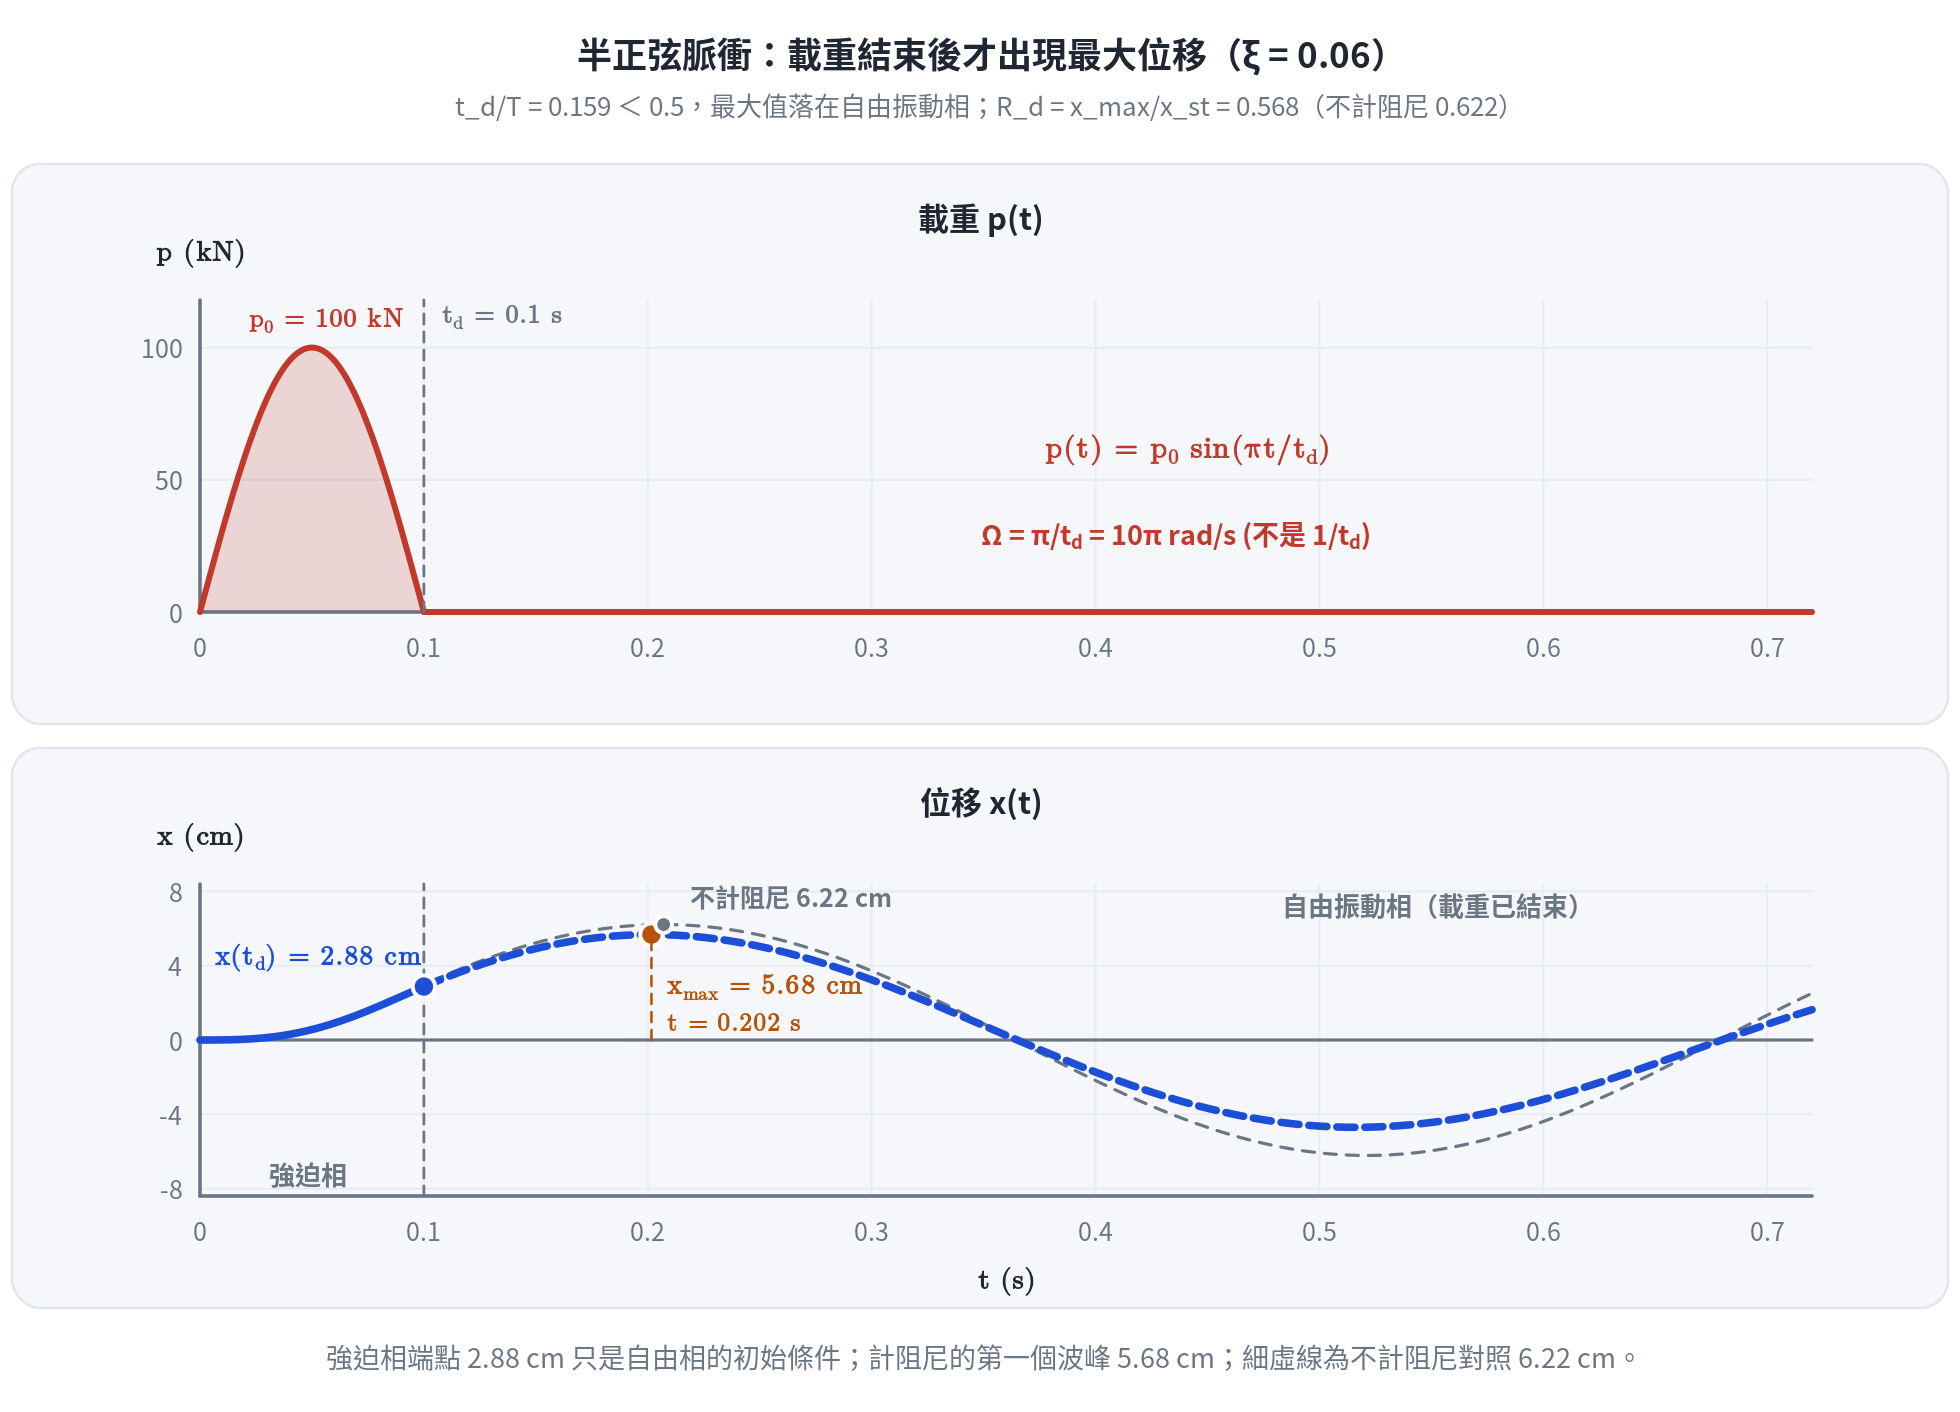 半正弦脈衝：載重結束後才出現最大位移（ξ = 0.06）
t_d/T = 0.159 ＜ 0.5，最大值落在自由振動相；R_d = x_max/x_st = 0.568（不計阻尼 0.622）
載重 p(t)
p (kN)
p₀ = 100 kN
t_d = 0.1 s
100
50
0
p(t) = p₀ sin(πt/t_d)
Ω = π/t_d = 10π rad/s (不是 1/t_d)
0 0.1 0.2 0.3 0.4 0.5 0.6 0.7
位移 x(t)
x (cm)
8
4
0
-4
-8
不計阻尼 6.22 cm
自由振動相（載重已結束）
x(t_d) = 2.88 cm
x_max = 5.68 cm
t = 0.202 s
強迫相
0 0.1 0.2 0.3 0.4 0.5 0.6 0.7
t (s)
強迫相端點 2.88 cm 只是自由相的初始條件；計阻尼的第一個波峰 5.68 cm；細虛線為不計阻尼對照 6.22 cm。